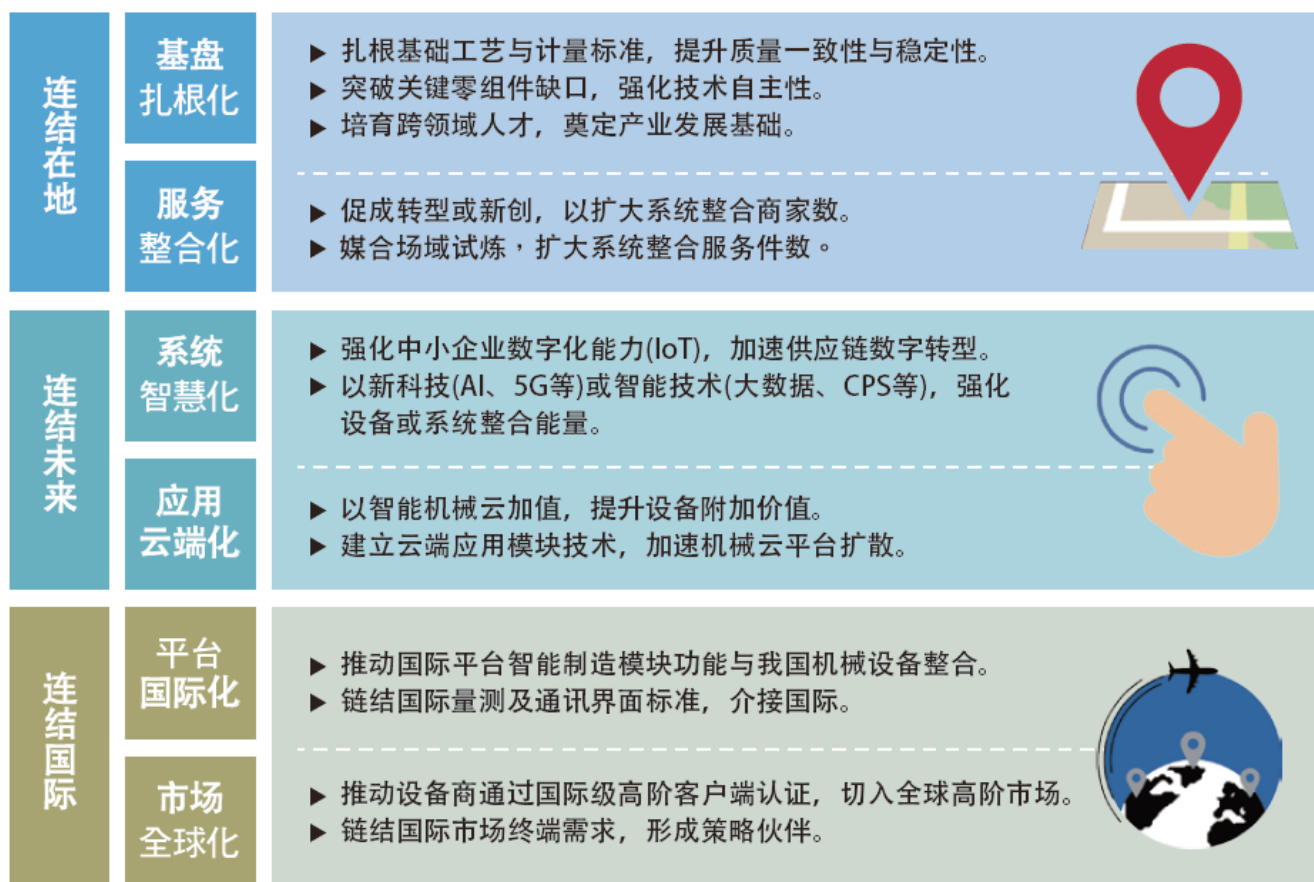 连结在地
基盘
扎根化
▶ 扎根基础工艺与计量标准，提升质量一致性与稳定性。
▶ 突破关键零组件缺口，强化技术自主性。
▶ 培育跨领域人才，奠定产业发展基础。
服务
整合化
▶ 促成转型或新创，以扩大系统整合商家数。
▶ 媒合场域试炼，扩大系统整合服务件数。
连结未来
系统
智慧化
▶ 强化中小企业数字化能力(IoT)，加速供应链数字转型。
▶ 以新科技(AI、5G等)或智能技术(大数据、CPS等)，强化
设备或系统整合能量。
应用
云端化
▶ 以智能机械云加值，提升设备附加价值。
▶ 建立云端应用模块技术，加速机械云平台扩散。
连结国际
平台
国际化
▶ 推动国际平台智能制造模块功能与我国机械设备整合。
▶ 链结国际量测及通讯界面标准，介接国际。
市场
全球化
▶ 推动设备商通过国际级高阶客户端认证，切入全球高阶市场。
▶ 链结国际市场终端需求，形成策略伙伴。